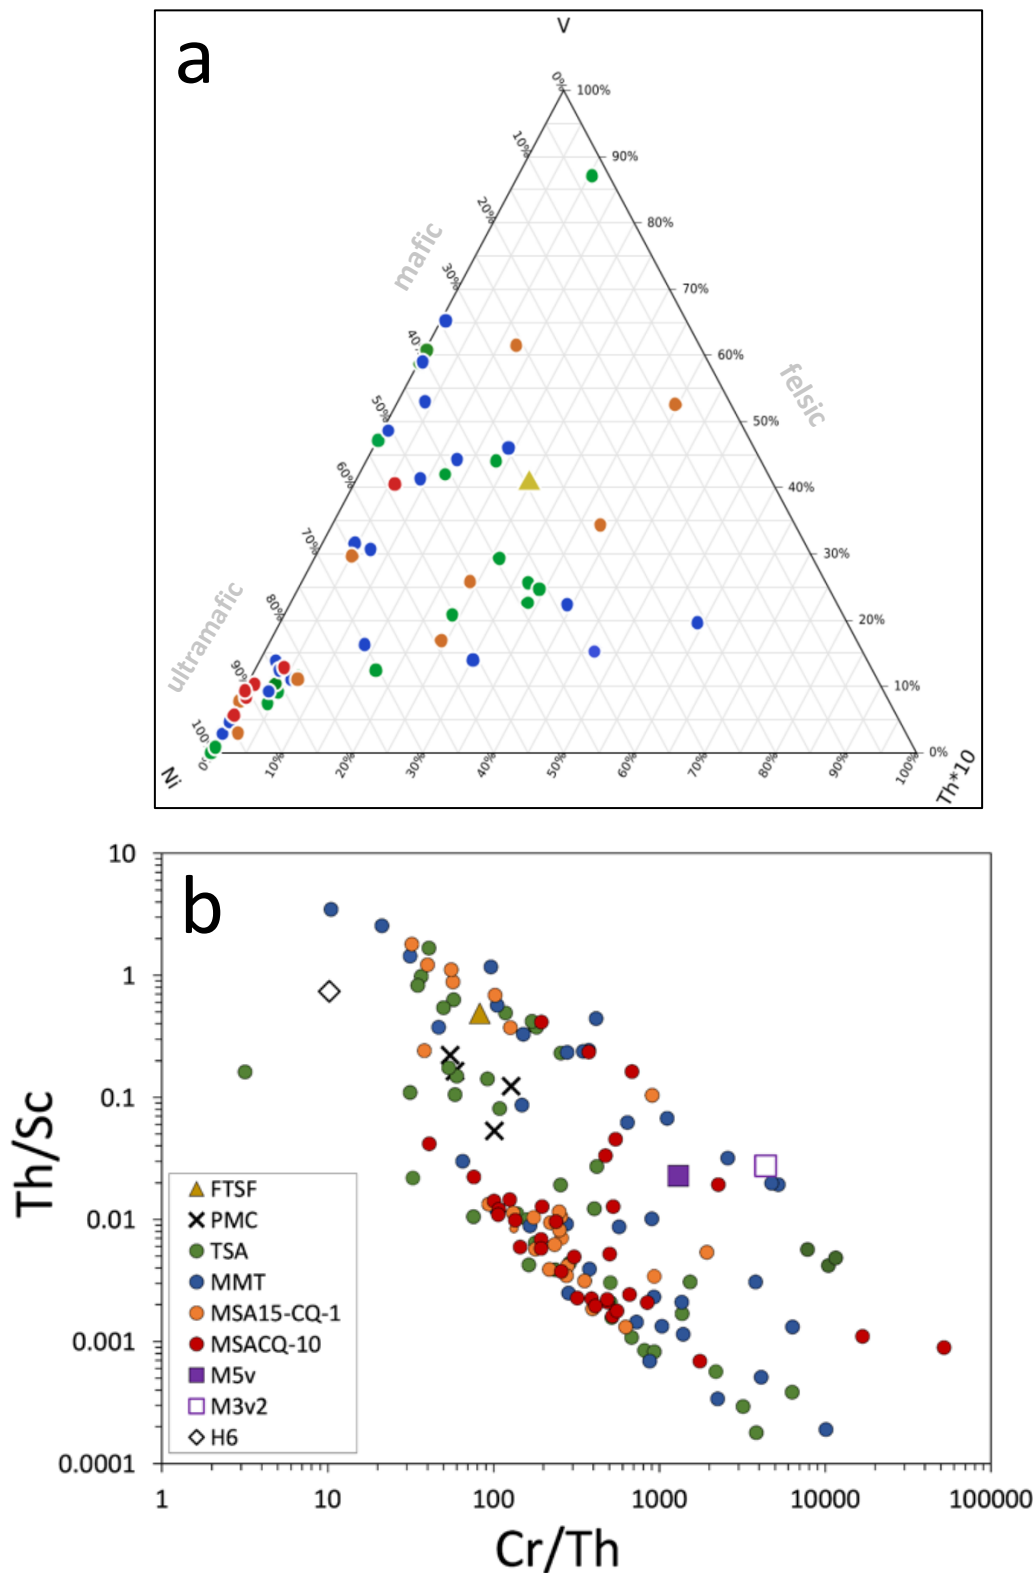 a
V
0%
100%
10%
90%
20%
80%
mafic
30%
70%
40%
60%
felsic
50%
50%
60%
40%
70%
30%
ultramafic
80%
20%
90%
10%
100%
0%
0%
10%
20%
30%
40%
50%
60%
70%
80%
90%
100%
Ni
Th*10
b
10
1
0.1
0.01
0.001
0.0001
Th/Sc
FTSF
PMC
TSA
MMT
MSA15-CQ-1
MSACQ-10
M5v
M3v2
H6
1
10
100
1000
10000
100000
Cr/Th